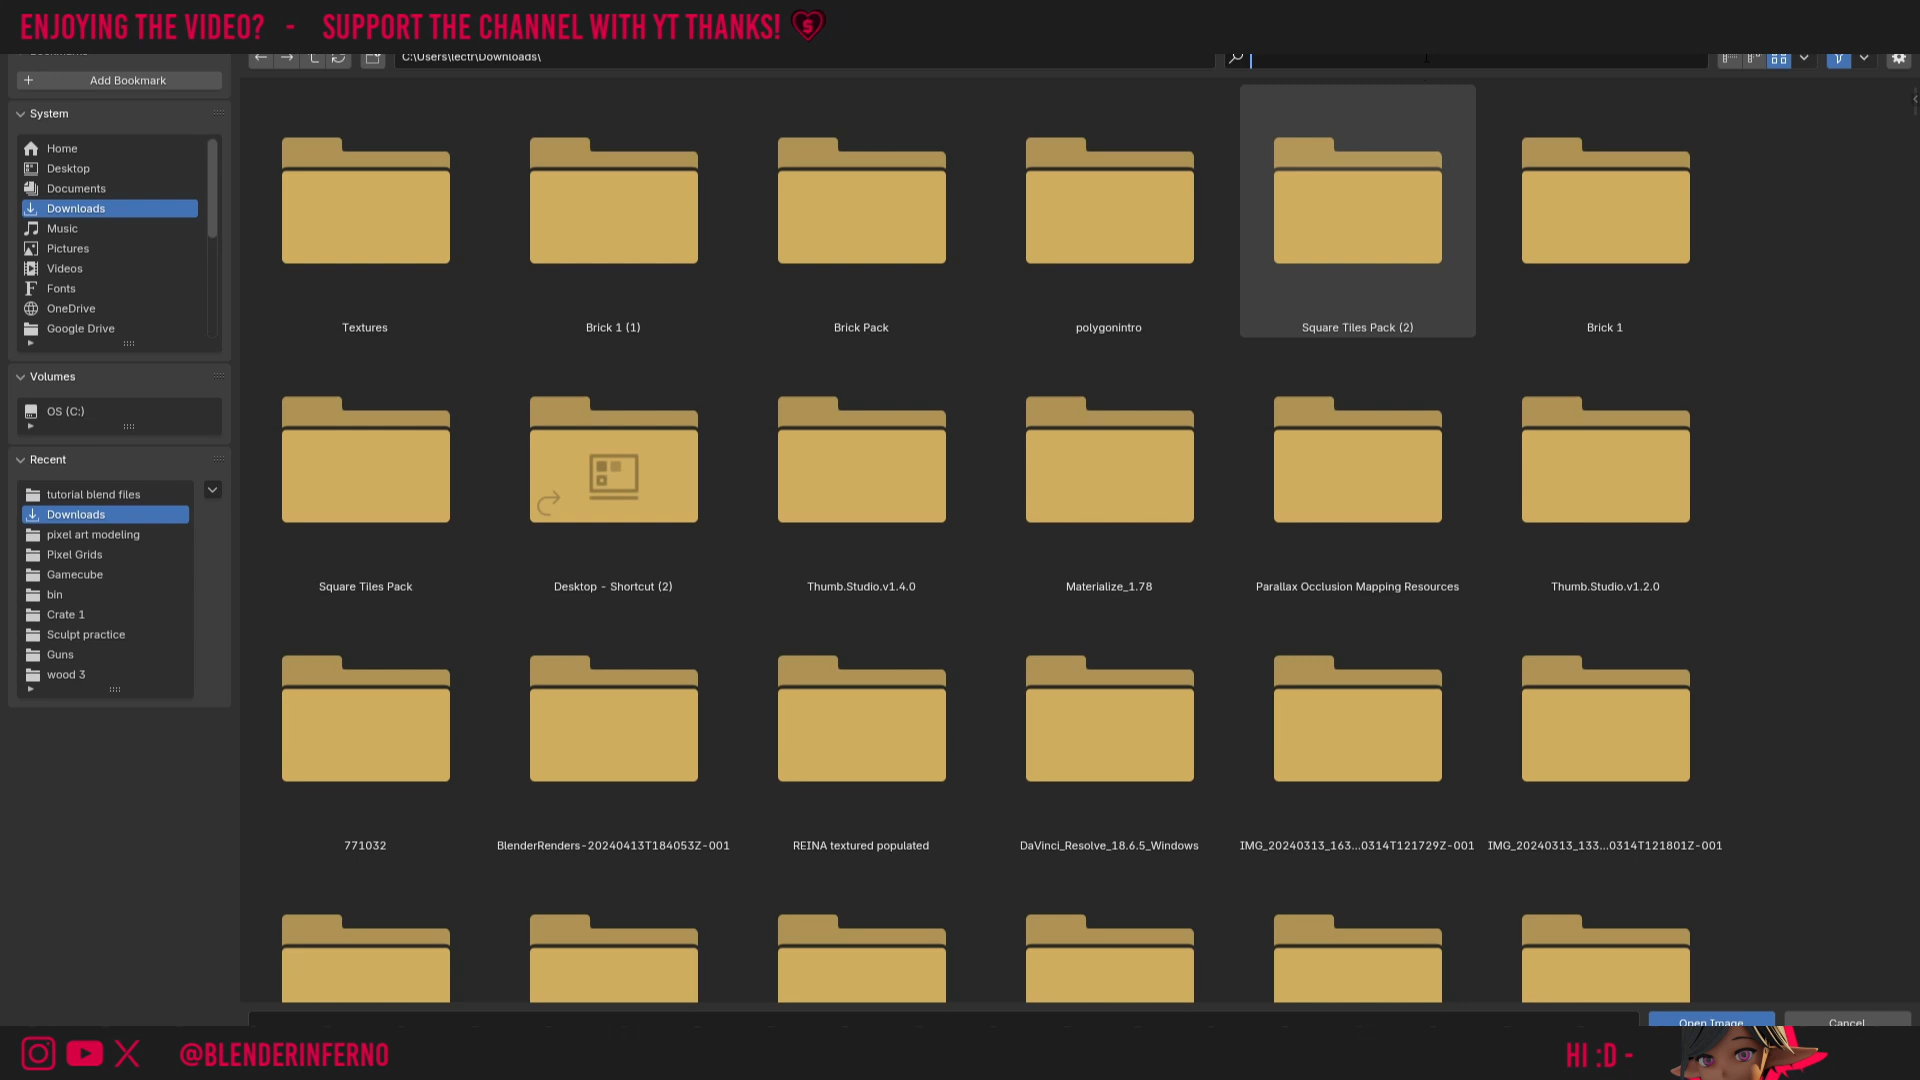 ENJOYING THE VIDEO? - SUPPORT THE CHANNEL WITH YT THANKS!
C:\Users\lectr\Downloads\
Add Bookmark
System
Home
Desktop
Documents
Downloads
Music
Pictures
Videos
Fonts
OneDrive
Google Drive
Volumes
OS (C:)
Recent
tutorial blend files
Downloads
pixel art modeling
Pixel Grids
Gamecube
bin
Crate 1
Sculpt practice
Guns
wood 3
Textures
Brick 1 (1)
Brick Pack
polygonintro
Square Tiles Pack (2)
Brick 1
Square Tiles Pack
Desktop - Shortcut (2)
Thumb.Studio.v1.4.0
Materialize_1.78
Parallax Occlusion Mapping Resources
Thumb.Studio.v1.2.0
771032
BlenderRenders-20240413T184053Z-001
REINA textured populated
DaVinci_Resolve_18.6.5_Windows
IMG_20240313_163...0314T121729Z-001
IMG_20240313_133...0314T121801Z-001
Open Image
Cancel
@BLENDERINFERNO
HI :D -